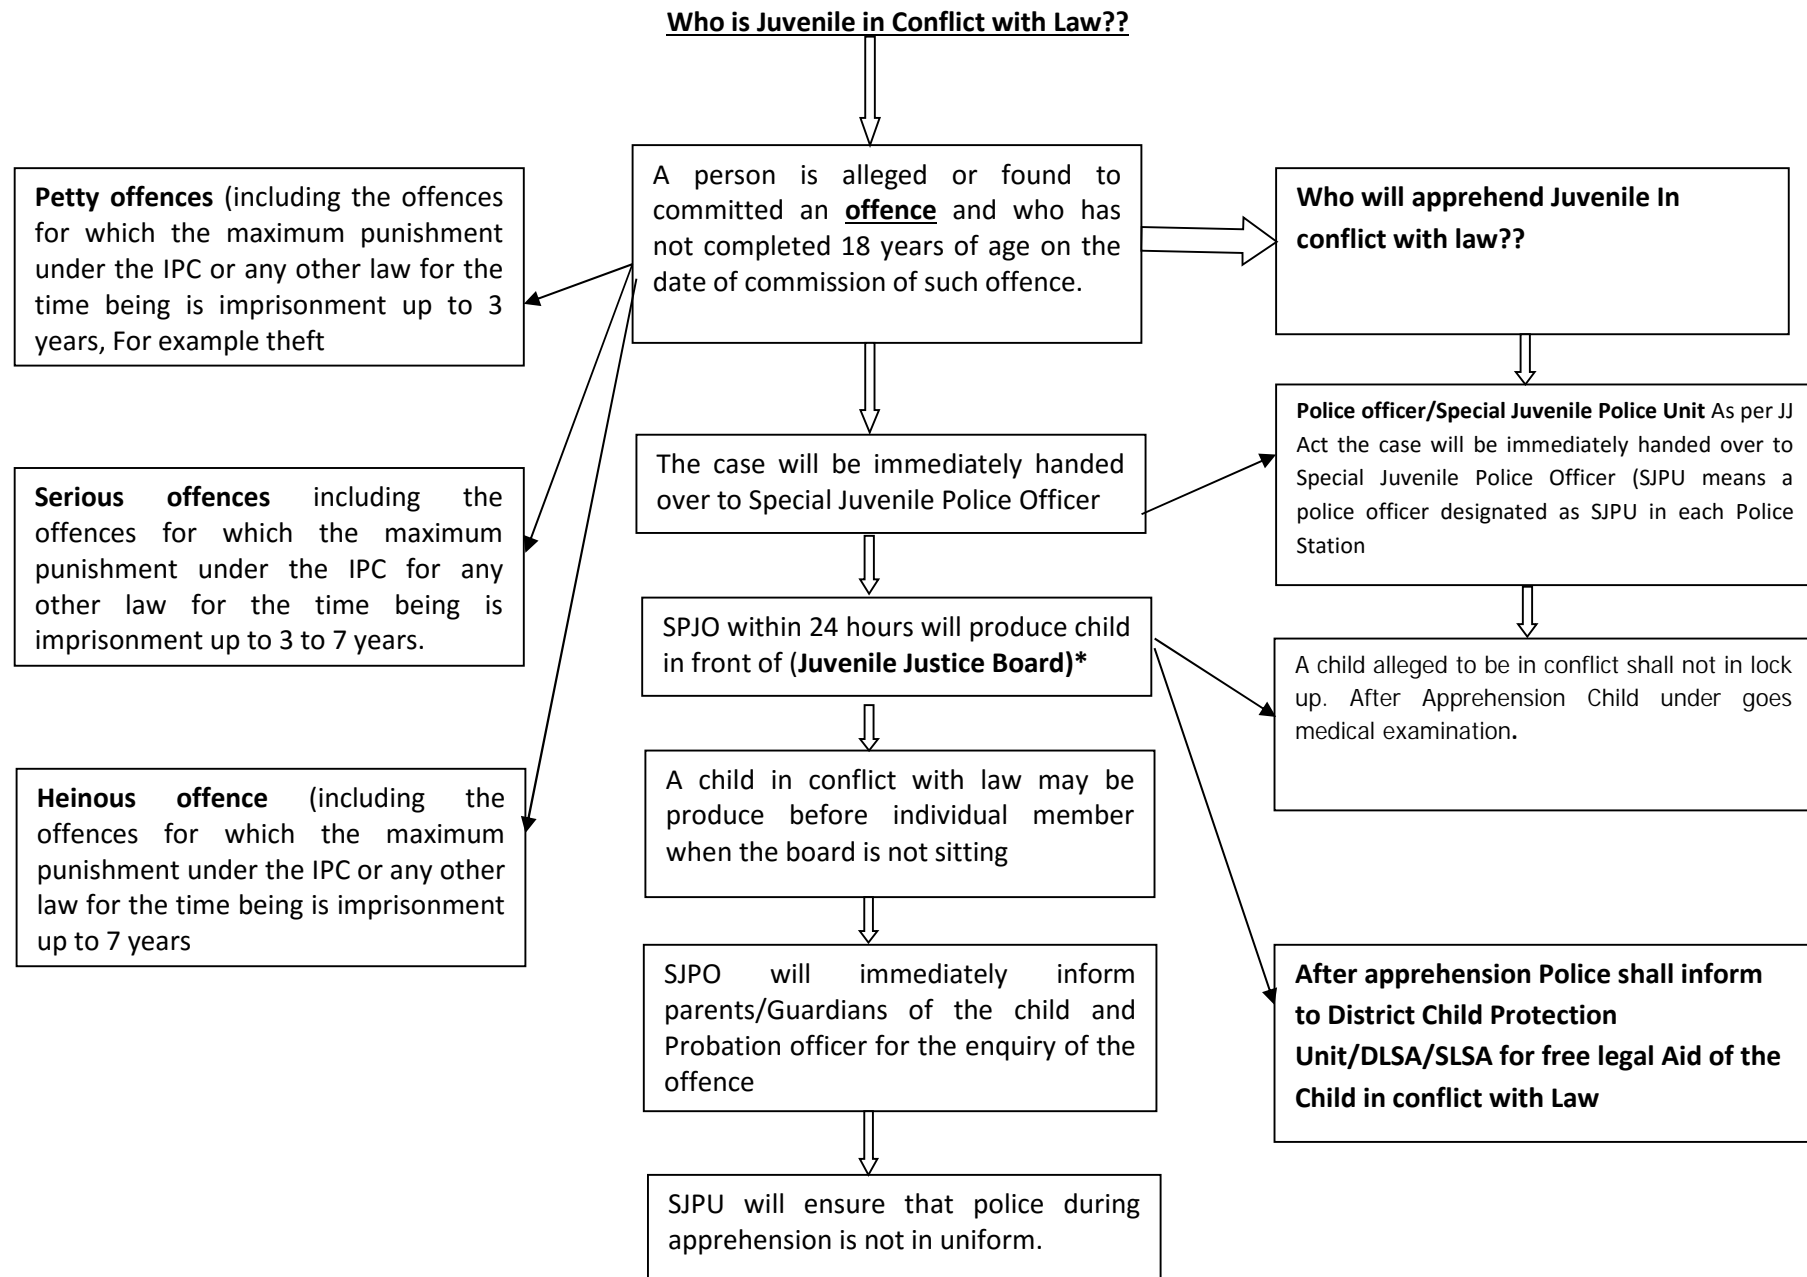 Who is Juvenile in Conflict with Law??
A person is alleged or found to
committed an offence and who has
not completed 18 years of age on the
date of commission of such offence.
Petty offences (including the offences
for which the maximum punishment
under the IPC or any other law for the
time being is imprisonment up to 3
years, For example theft
Serious offences including the
offences for which the maximum
punishment under the IPC for any
other law for the time being is
imprisonment up to 3 to 7 years.
Heinous offence (including the
offences for which the maximum
punishment under the IPC or any other
law for the time being is imprisonment
up to 7 years
The case will be immediately handed
over to Special Juvenile Police Officer
SPJO within 24 hours will produce child
in front of (Juvenile Justice Board)*
A child in conflict with law may be
produce before individual member
when the board is not sitting
SJPO will immediately inform
parents/Guardians of the child and
Probation officer for the enquiry of the
offence
SJPU will ensure that police during
apprehension is not in uniform.
Who will apprehend Juvenile In
conflict with law??
Police officer/Special Juvenile Police Unit As per JJ
Act the case will be immediately handed over to
Special Juvenile Police Officer (SJPU means a
police officer designated as SJPU in each Police
Station
A child alleged to be in conflict shall not in lock
up. After Apprehension Child under goes
medical examination.
After apprehension Police shall inform
to District Child Protection
Unit/DLSA/SLSA for free legal Aid of the
Child in conflict with Law